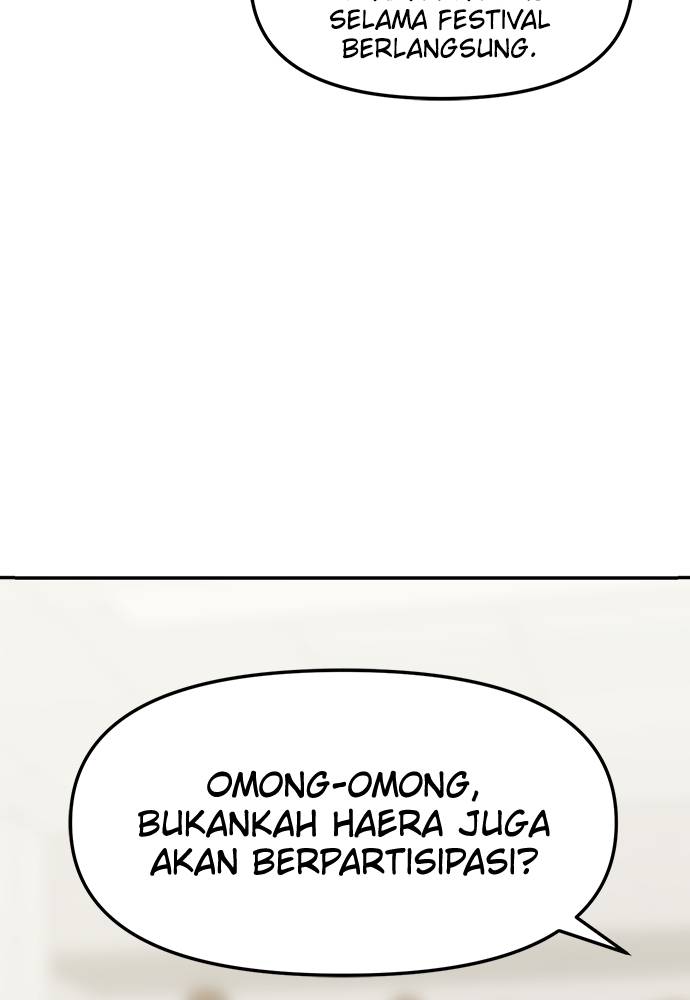 SELAMA FESTIVAL
BERLANGSUNG.
OMONG-OMONG,
BUKANKAH HAERA JUGA
AKAN BERPARTISIPASI?